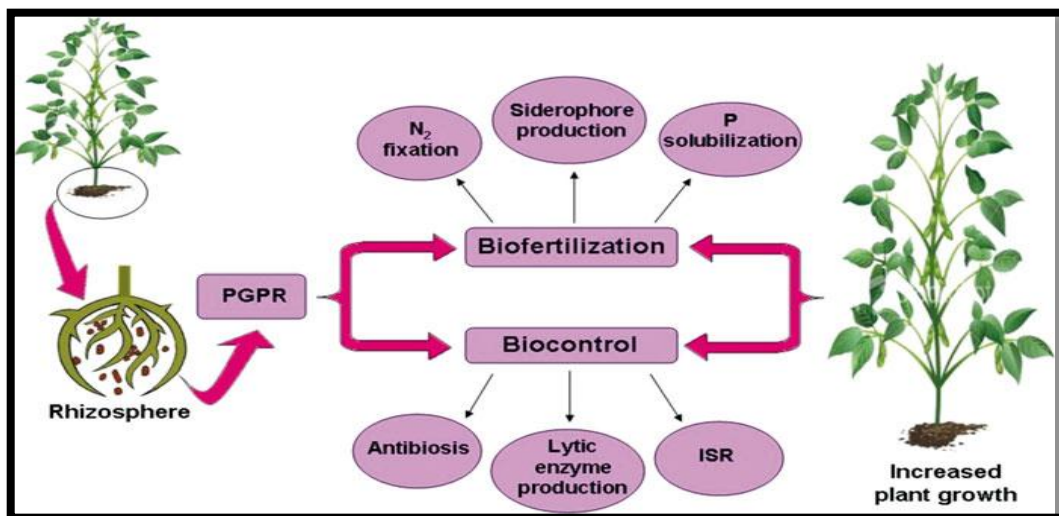 N₂
fixation
Siderophore
production
P
solubilization
Biofertilization
PGPR
Biocontrol
Rhizosphere
Antibiosis
Lytic
enzyme
production
ISR
Increased
plant growth